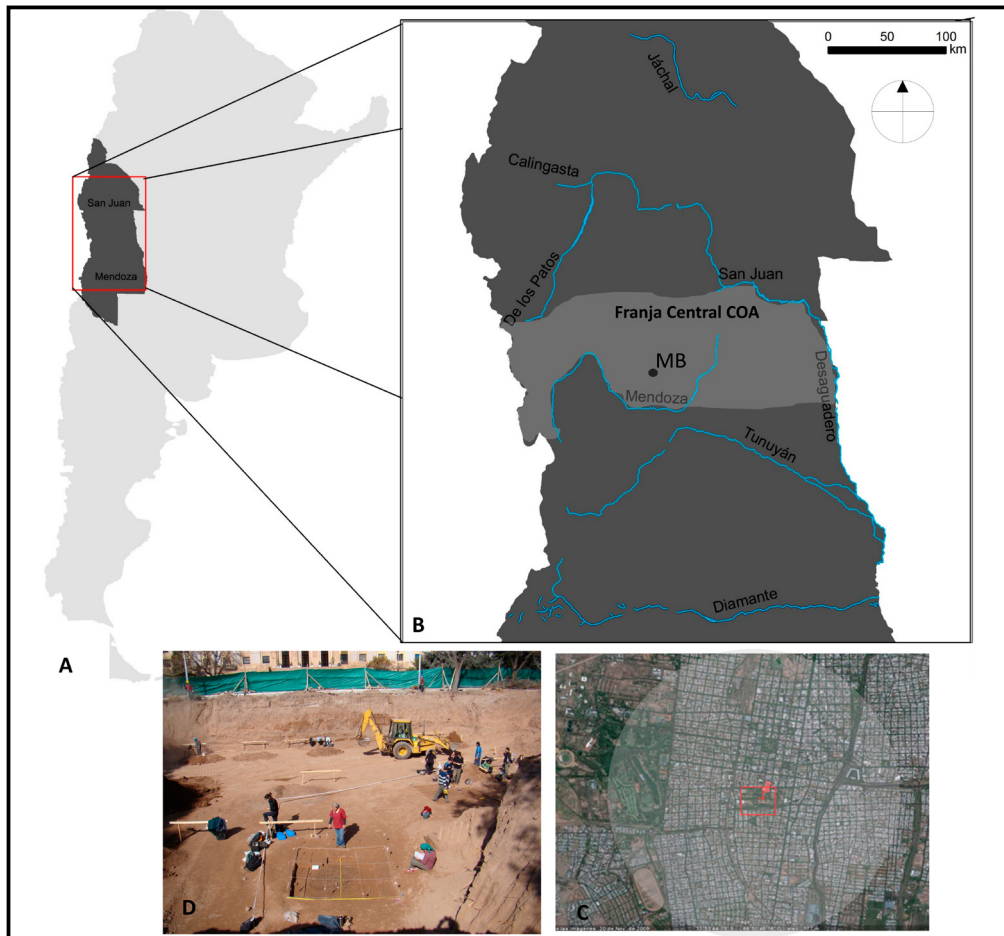 San Juan
Mendoza
A
0 50 100
km
Jáchal
Calingasta
De los Patos
San Juan
Franja Central COA
MB
Mendoza
Desaguadero
Tunuyán
Diamante
B
D
C